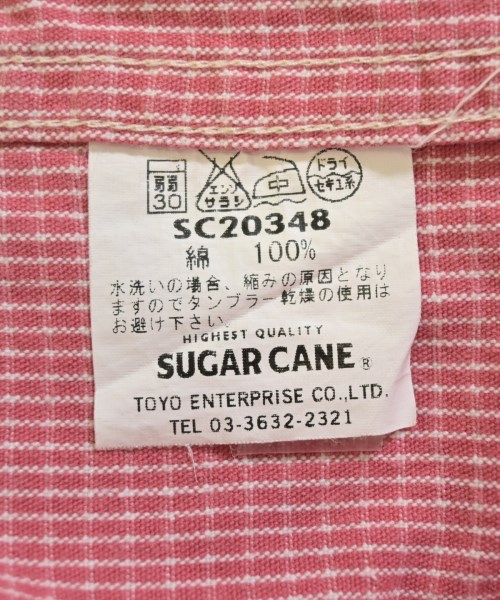 弱 30 エンソ サラシ 中 ドライ セキユ系
SC20348
綿 100%
水洗いの場合、縮みの原因となり
ますのでタンブラー乾燥の使用は
お避け下さい。
HIGHEST QUALITY
SUGAR CANE ®
TOYO ENTERPRISE CO.,LTD.
TEL 03-3632-2321